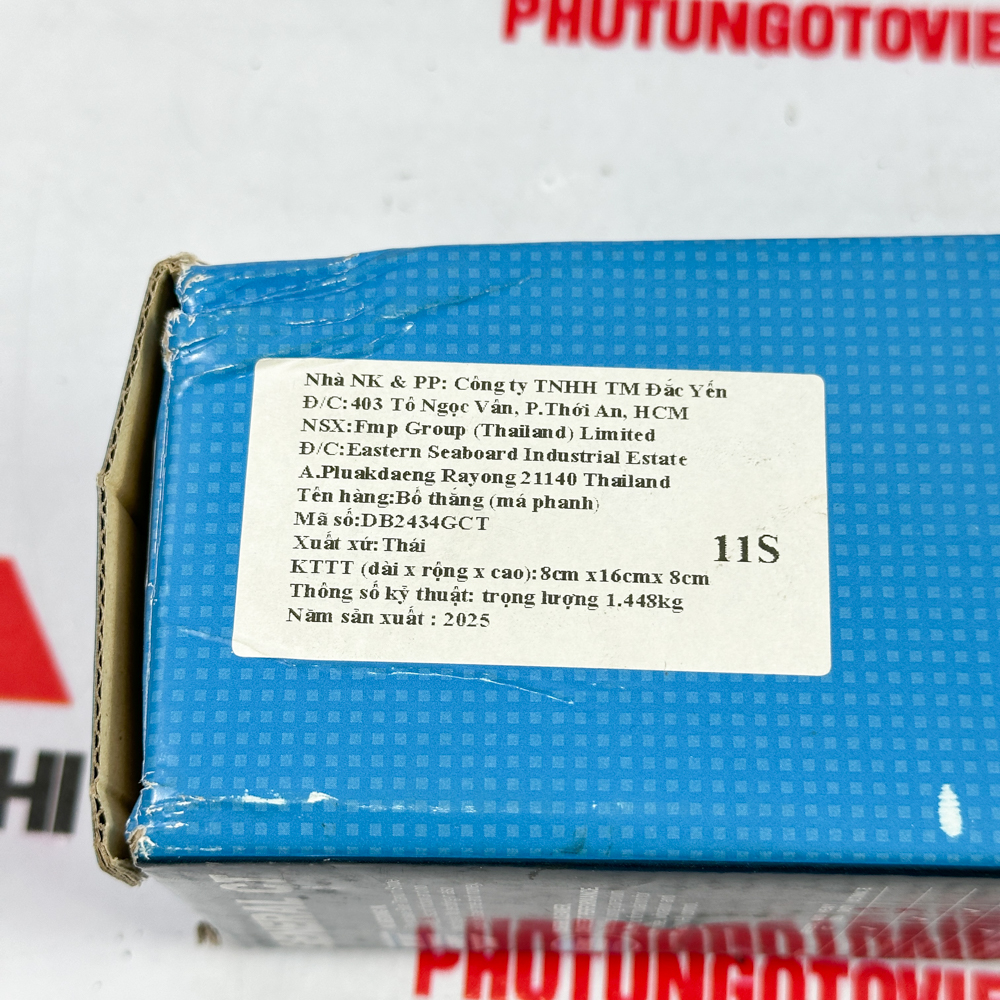 PHUTUNGOTOVIE
Nhà NK & PP: Công ty TNHH TM Đắc Yến
Đ/C:403 Tô Ngọc Vân, P.Thới An, HCM
NSX:Fmp Group (Thailand) Limited
Đ/C:Eastern Seaboard Industrial Estate
A.Pluakdaeng Rayong 21140 Thailand
Tên hàng:Bố thắng (má phanh)
Mã số:DB2434GCT
Xuất xứ:Thái
11S
KTTT (dài x rộng x cao):8cm x16cmx 8cm
Thông số kỹ thuật: trọng lượng 1.448kg
Năm sản xuất : 2025
HI
PHUTUNGOTOVIE